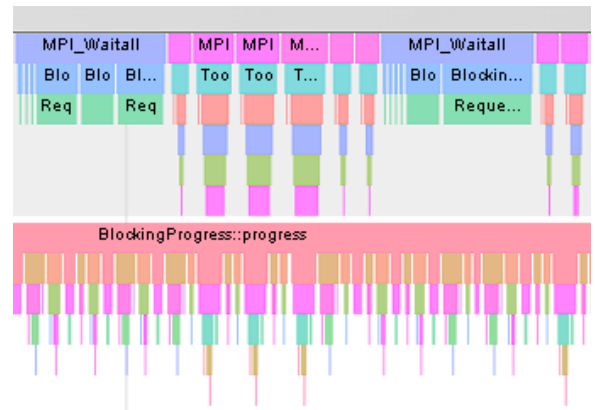 MPI_Waitall MPI MPI M... MPI_Waitall
Blo Blo Bl... Too Too T... Blo Blockin...
Req Req Reque...
BlockingProgress::progress